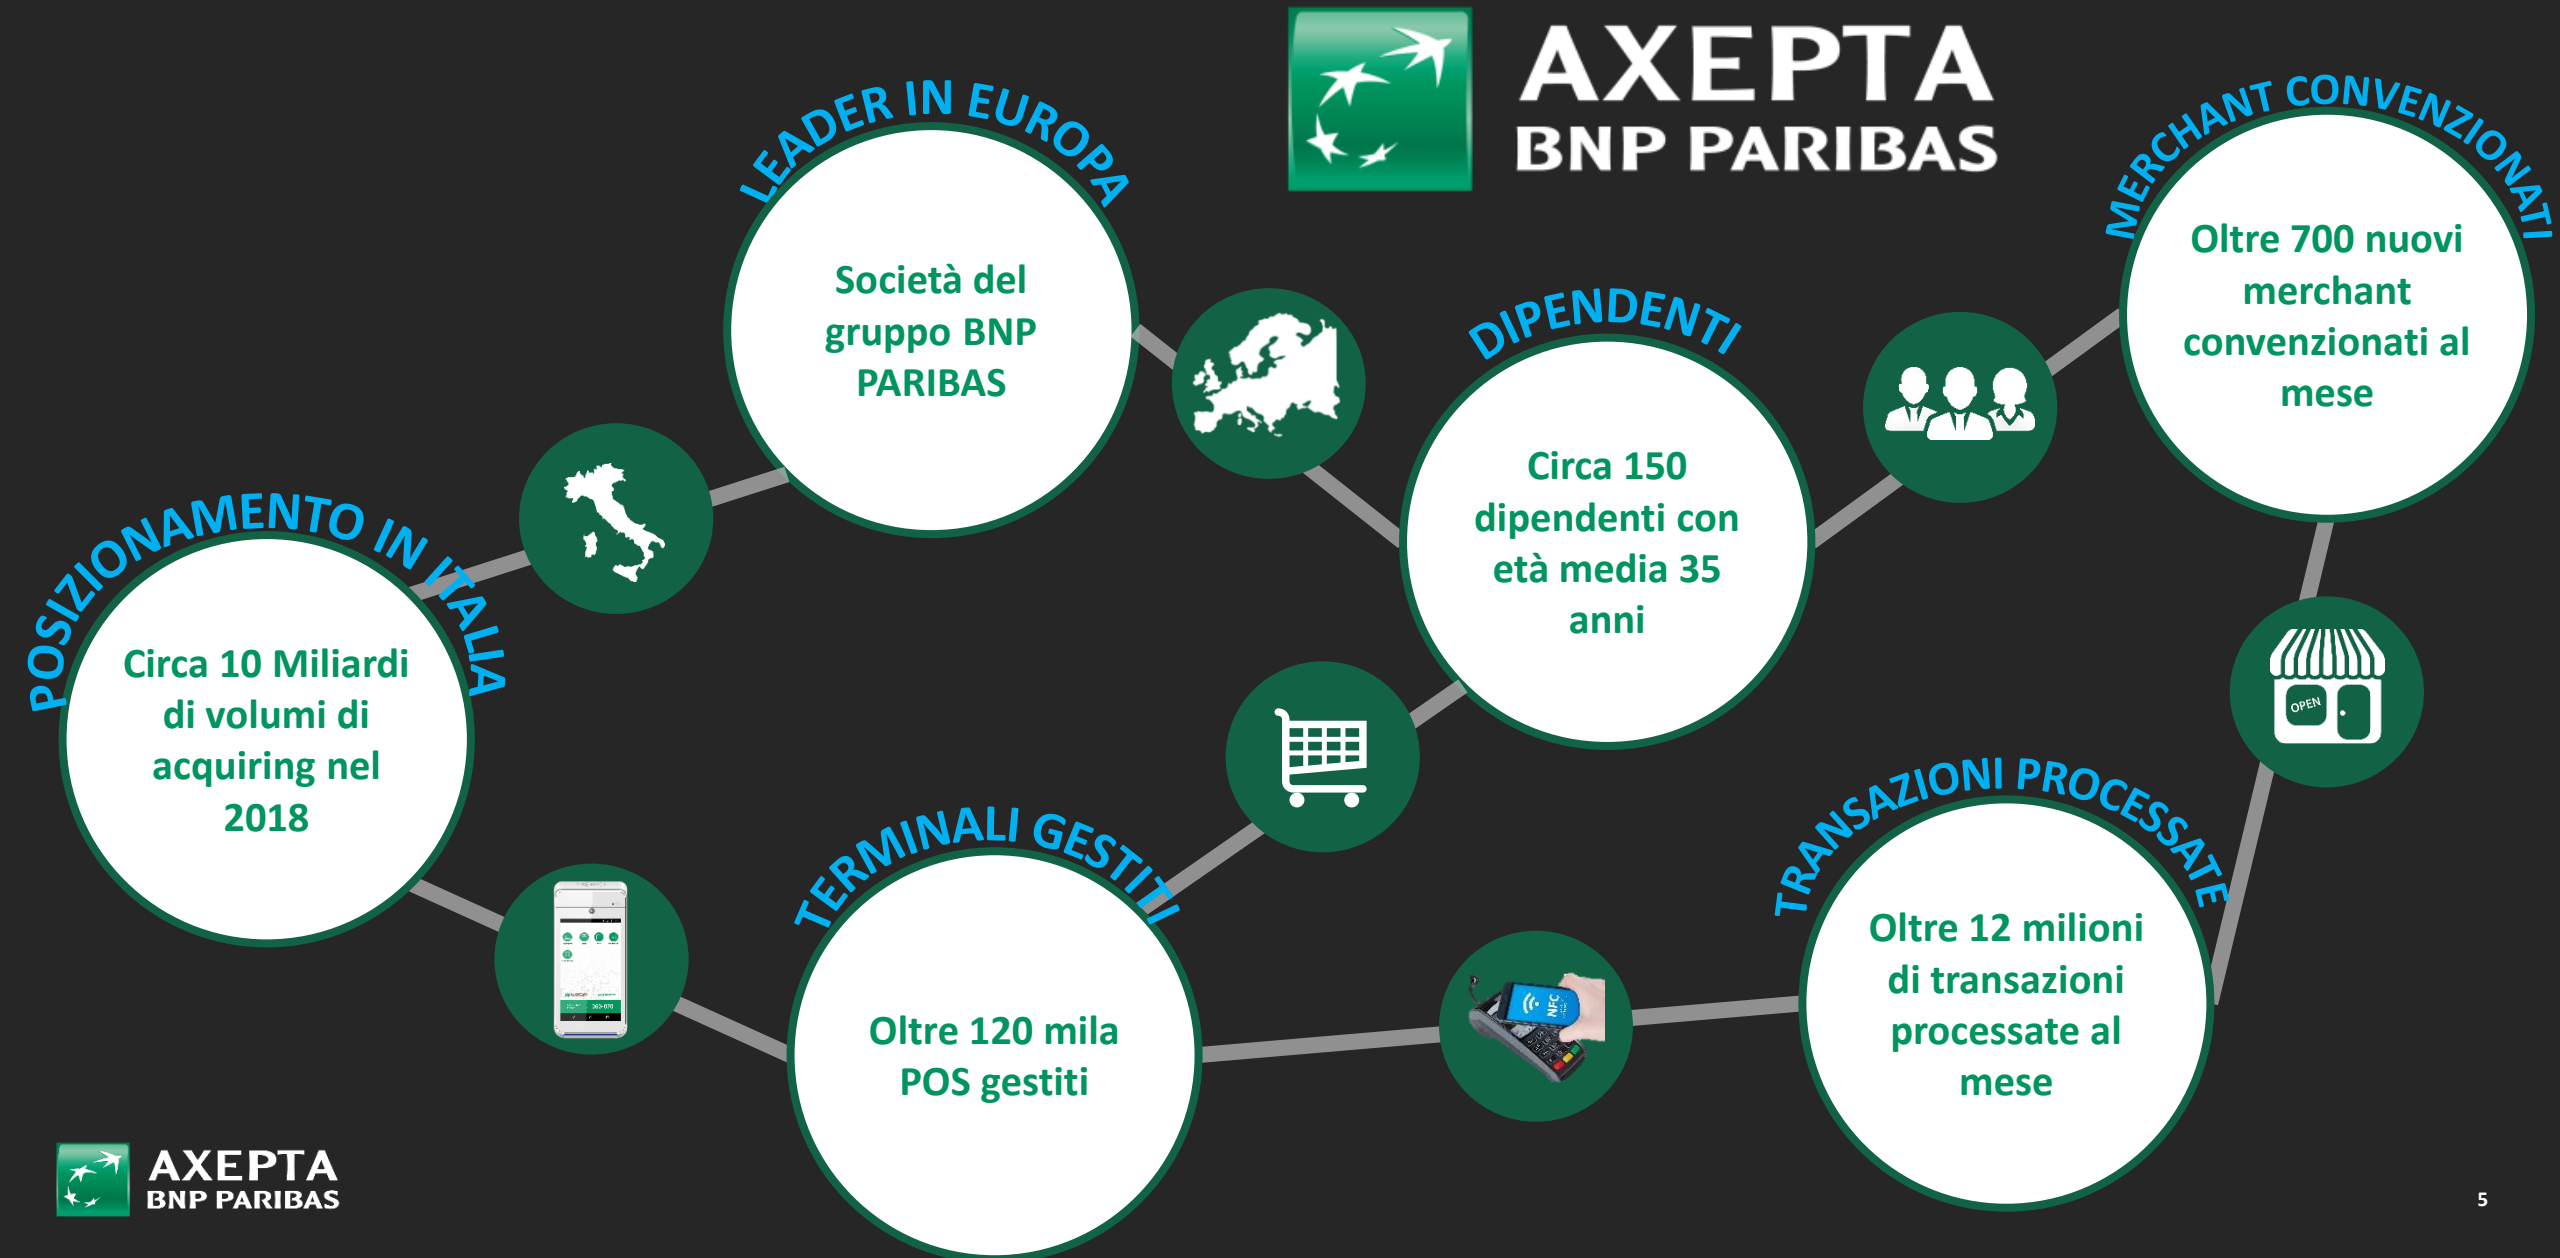 AXEPTA
BNP PARIBAS
LEADER IN EUROPA
Società del
gruppo BNP
PARIBAS
MERCHANT CONVENZIONATI
Oltre 700 nuovi
merchant
convenzionati al
mese
DIPENDENTI
Circa 150
dipendenti con
età media 35
anni
POSIZIONAMENTO IN ITALIA
Circa 10 Miliardi
di volumi di
acquiring nel
2018
OPEN
TERMINALI GESTITI
Oltre 120 mila
POS gestiti
NFC
TRANSAZIONI PROCESSATE
Oltre 12 milioni
di transazioni
processate al
mese
AXEPTA
BNP PARIBAS
5